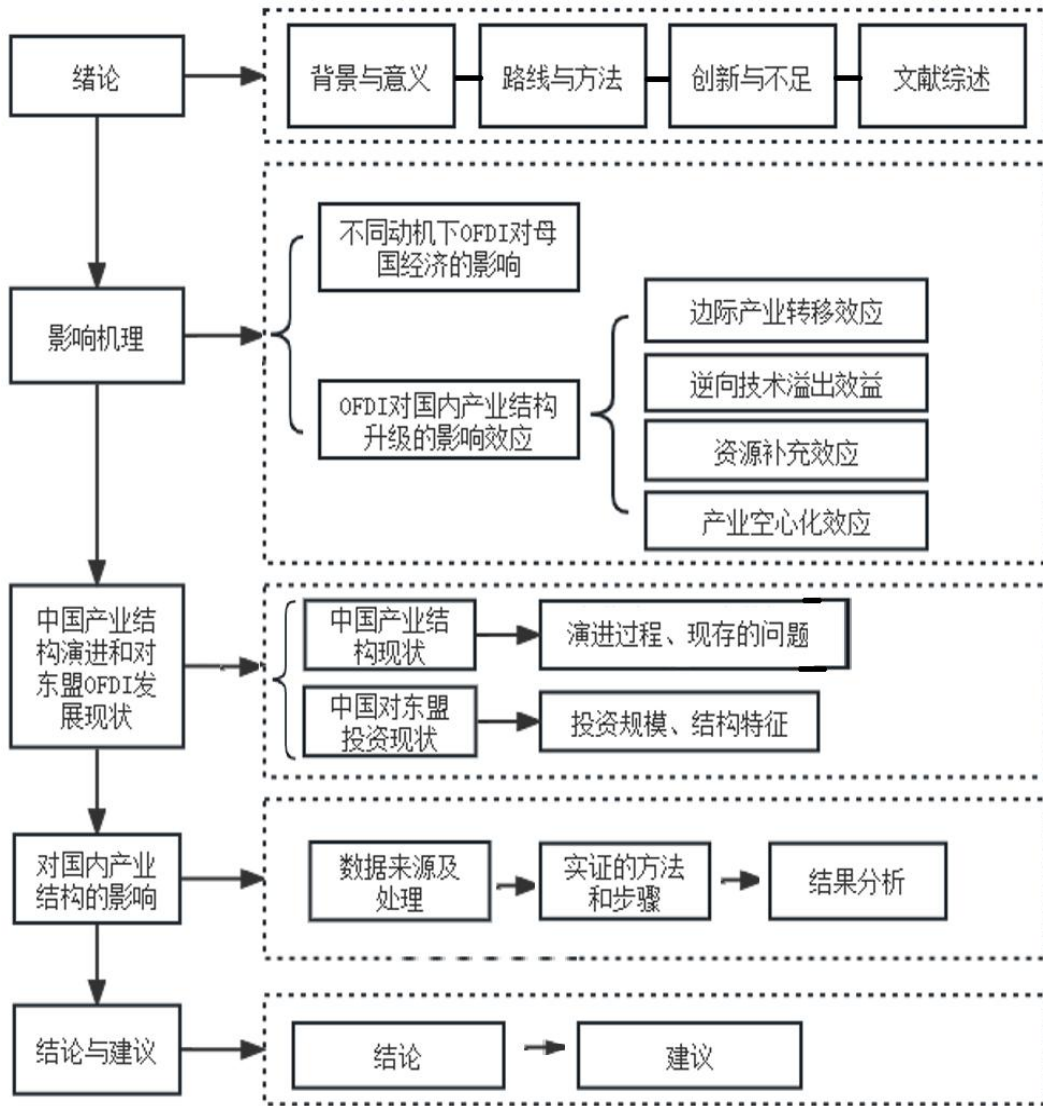 绪论
背景与意义
路线与方法
创新与不足
文献综述
影响机理
不同动机下OFDI对母
国经济的影响
OFDI对国内产业结构
升级的影响效应
边际产业转移效应
逆向技术溢出效益
资源补充效应
产业空心化效应
中国产业结
构演进和对
东盟OFDI发
展现状
中国产业结
构现状
演进过程、现存的问题
中国对东盟
投资现状
投资规模、结构特征
对国内产业
结构的影响
数据来源及
处理
实证的方法
和步骤
结果分析
结论与建议
结论
建议